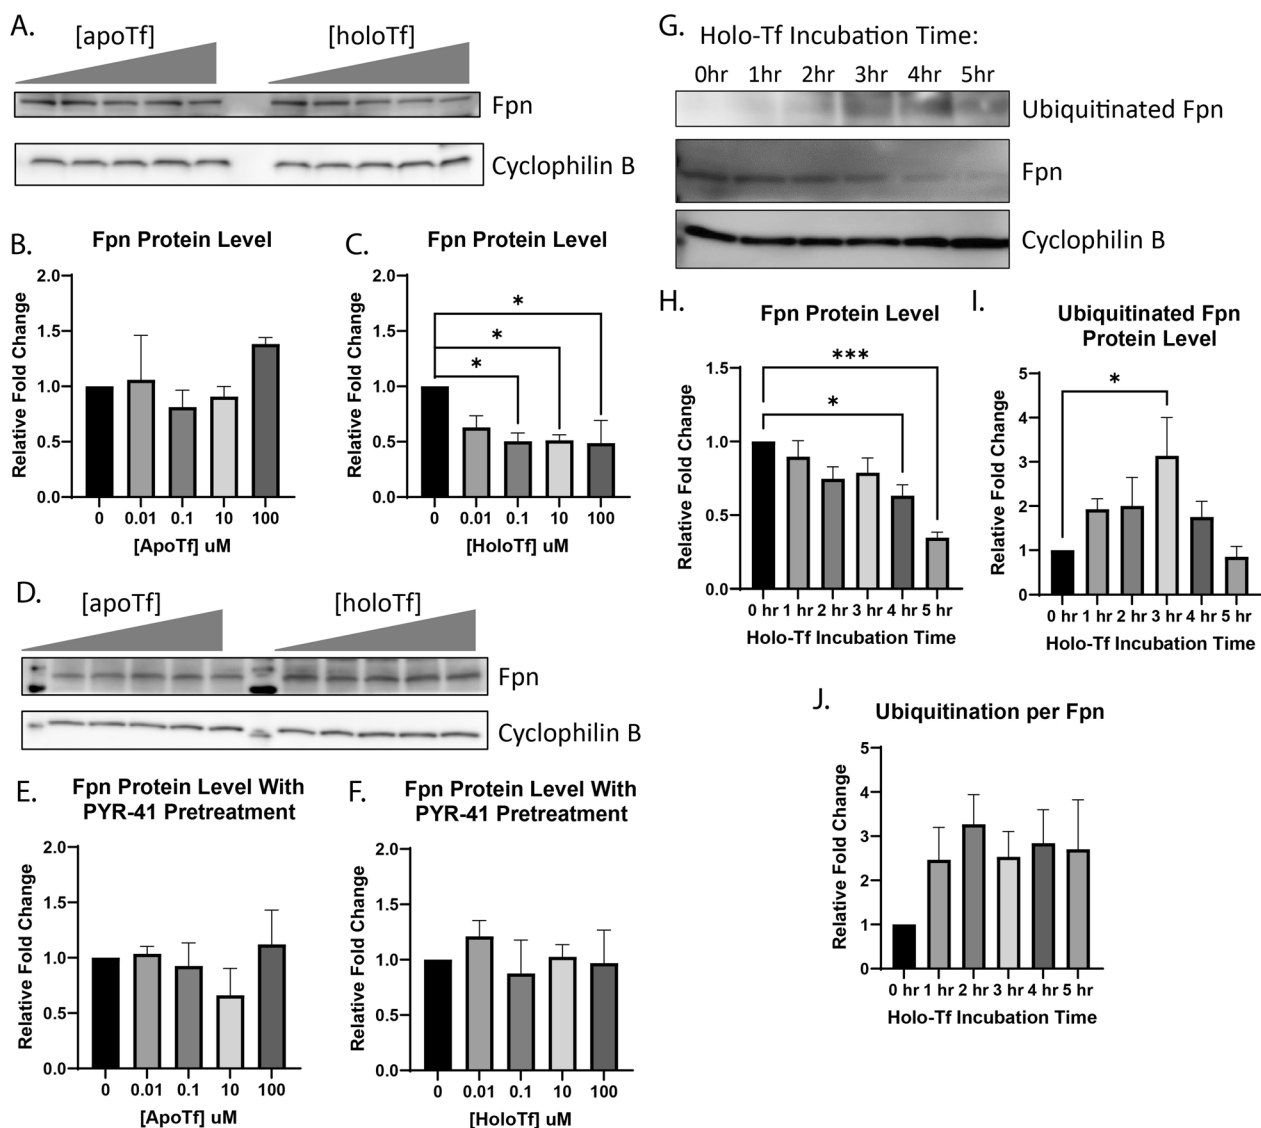 A.
[apoTf] [holoTf]
Fpn
Cyclophilin B
B. Fpn Protein Level
Relative Fold Change
2.0
1.5
1.0
0.5
0.0
0 0.01 0.1 10 100
[ApoTf] uM
C. Fpn Protein Level
Relative Fold Change
2.0
1.5
1.0
0.5
0.0
*
*
*
0 0.01 0.1 10 100
[HoloTf] uM
D.
[apoTf] [holoTf]
Fpn
Cyclophilin B
E. Fpn Protein Level With
PYR-41 Pretreatment
Relative Fold Change
2.0
1.5
1.0
0.5
0.0
0 0.01 0.1 10 100
[ApoTf] uM
F. Fpn Protein Level With
PYR-41 Pretreatment
Relative Fold Change
2.0
1.5
1.0
0.5
0.0
0 0.01 0.1 10 100
[HoloTf] uM
G. Holo-Tf Incubation Time:
0hr 1hr 2hr 3hr 4hr 5hr
Ubiquitinated Fpn
Fpn
Cyclophilin B
H. Fpn Protein Level
Relative Fold Change
1.5
1.0
0.5
0.0
***
*
0 hr 1 hr 2 hr 3 hr 4 hr 5 hr
Holo-Tf Incubation Time
I. Ubiquitinated Fpn
Protein Level
Relative Fold Change
5
4
3
2
1
0
*
0 hr 1 hr 2 hr 3 hr 4 hr 5 hr
Holo-Tf Incubation Time
J. Ubiquitination per Fpn
Relative Fold Change
5
4
3
2
1
0
0 hr 1 hr 2 hr 3 hr 4 hr 5 hr
Holo-Tf Incubation Time